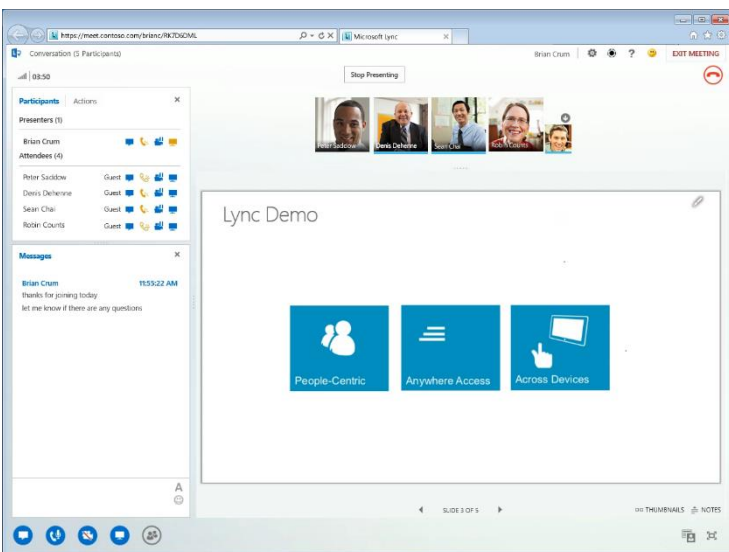 https://meet.contoso.com/brianc/RK7D6DML
Microsoft Lync
Conversation (5 Participants)
Brian Crum
?
EXIT MEETING
03:50
Stop Presenting
Participants Actions
Presenters (1)
Brian Crum
Attendees (4)
Peter Saddow Guest
Denis Dehenne Guest
Sean Chai Guest
Robin Counts Guest
Peter Saddow
Denis Dehenne
Sean Chai
Robin Counts
Messages
Brian Crum 11:55:22 AM
thanks for joining today
let me know if there are any questions
A
Lync Demo
People-Centric
Anywhere Access
Across Devices
SLIDE 3 OF 5
THUMBNAILS
NOTES